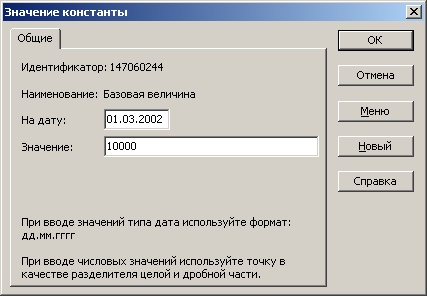 Значение константы
Общие
OK
Идентификатор: 147060244
Отмена
Наименование: Базовая величина
Меню
На дату: 01.03.2002
Значение: 10000
Новый
Справка
При вводе значений типа дата используйте формат:
дд.мм.гггг
При вводе числовых значений используйте точку в
качестве разделителя целой и дробной части.